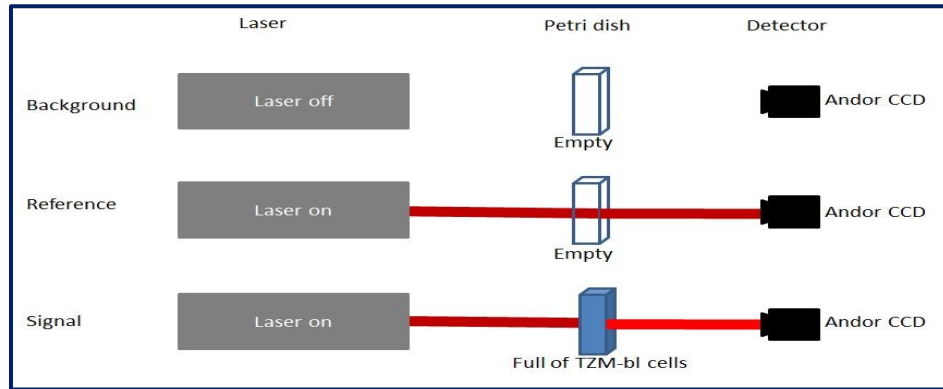 Laser Petri dish Detector
Background Laser off Andor CCD
Empty
Reference Laser on Andor CCD
Empty
Signal Laser on Andor CCD
Full of TZM-bl cells